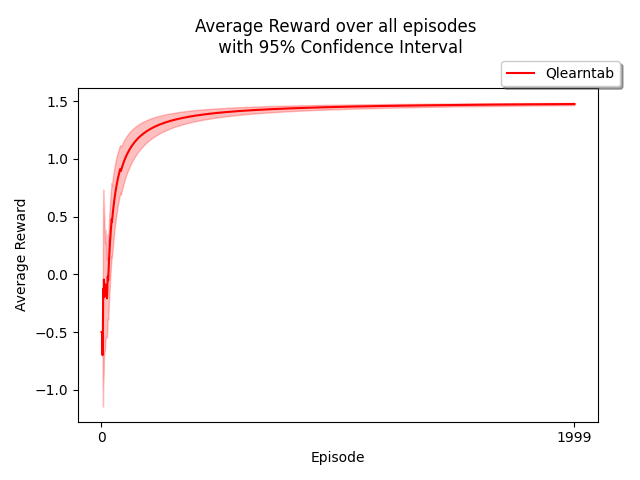 Average Reward over all episodes
with 95% Confidence Interval
Qlearntab
1.5
1.0
0.5
0.0
−0.5
−1.0
Average Reward
0
1999
Episode